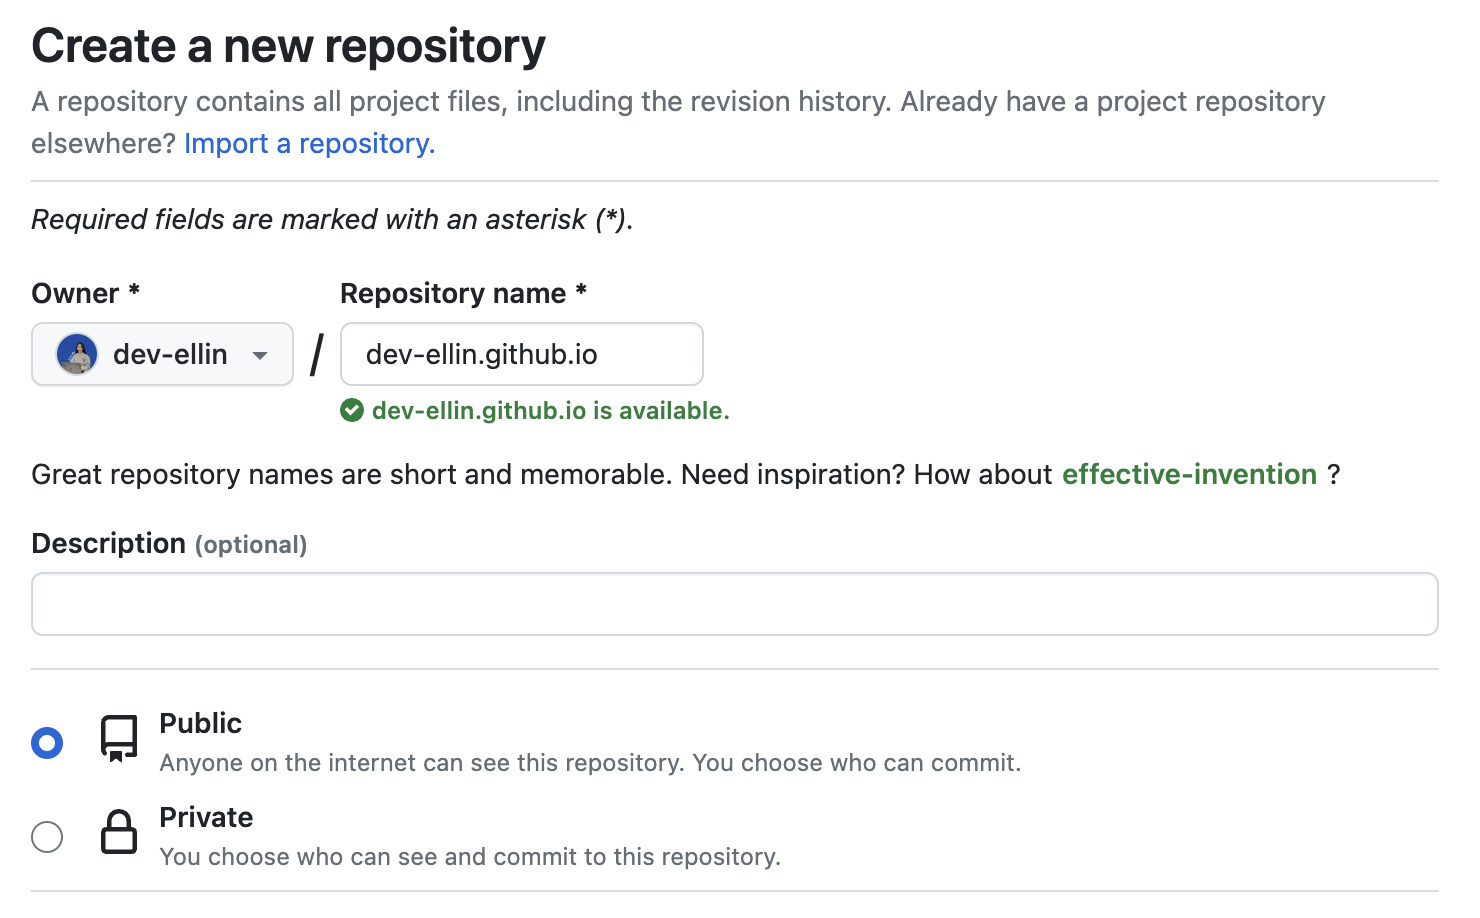 Create a new repository
A repository contains all project files, including the revision history. Already have a project repository
elsewhere? Import a repository.
Required fields are marked with an asterisk (*).
Owner * Repository name *
dev-ellin / dev-ellin.github.io
dev-ellin.github.io is available.
Great repository names are short and memorable. Need inspiration? How about effective-invention ?
Description (optional)
Public
Anyone on the internet can see this repository. You choose who can commit.
Private
You choose who can see and commit to this repository.